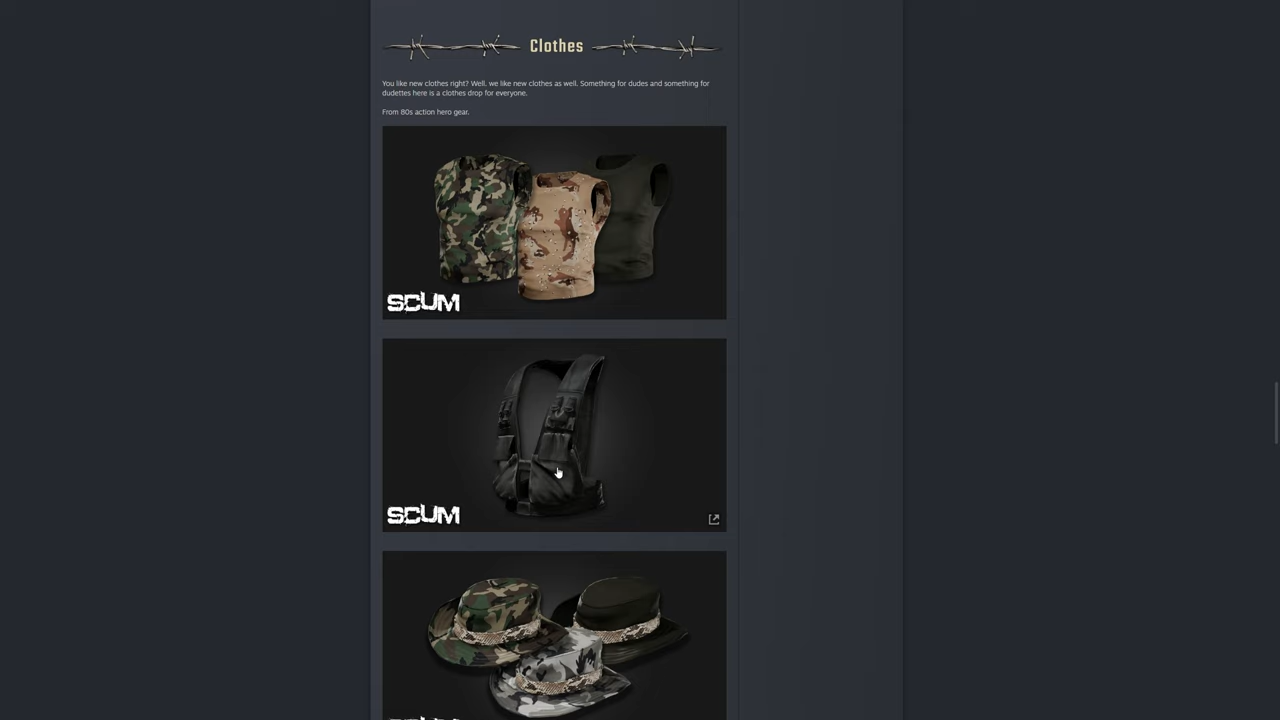 Clothes
You like new clothes right? Well, we like new clothes as well. Something for dudes and something for
dudettes here is a clothes drop for everyone.
From 80s action hero gear.
SCUM
SCUM